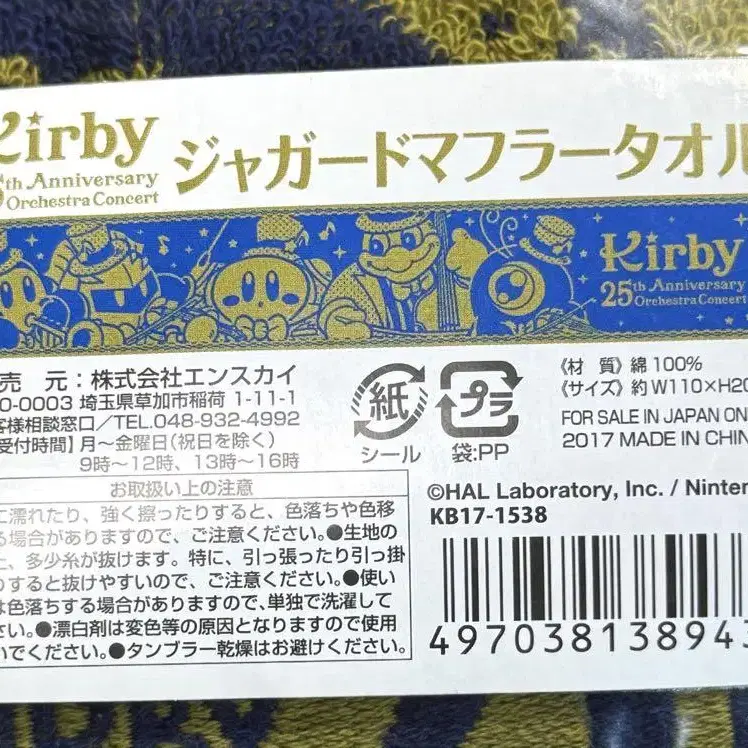 Kirby
th Anniversary
Orchestra Concert
ジャガードマフラータオル
Kirby
25th Anniversary
Orchestra Concert
売 元：株式会社エンスカイ
0-0003 埼玉県草加市稲荷 1-11-1
客様相談窓口／TEL.048-932-4992
受付時間】月〜金曜日（祝日を除く）
9時〜12時、13時〜16時
紙
シール
プラ
袋:PP
《材 質》綿 100%
《サイズ》約 W110×H20
FOR SALE IN JAPAN ON
2017 MADE IN CHIN
お取扱い上の注意
に濡れたり、強く擦ったりすると、色落ちや色移
る場合がありますので、ご注意ください。●生地の
上、多少糸が抜けます。特に、引っ張ったり引っ掛
りすると抜けやすいので、ご注意ください。●使い
は色落ちする場合がありますので、単独で洗濯して
さい。●漂白剤は変色等の原因となりますので使用
いでください。●タンブラー乾燥はお避けください。
©HAL Laboratory, Inc. / Ninten
KB17-1538
497038138943